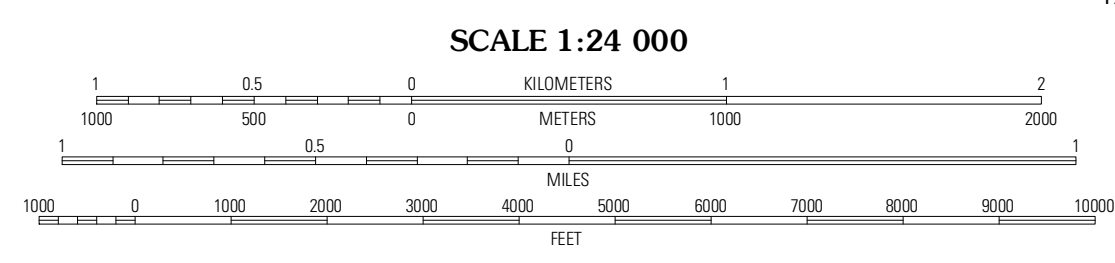 SCALE 1:24 000
1 0.5 0 KILOMETERS 1 2
1000 500 0 METERS 1000 2000
1 0.5 0 1
MILES
1000 0 1000 2000 3000 4000 5000 6000 7000 8000 9000 10000
FEET